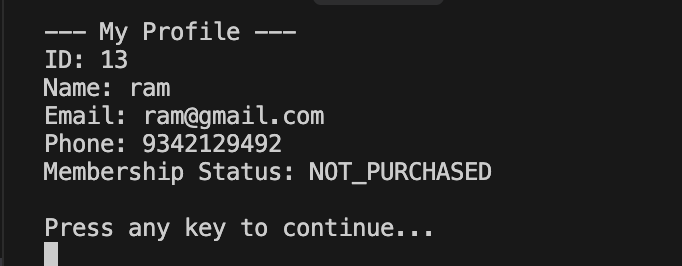 --- My Profile ---
ID: 13
Name: ram
Email: ram@gmail.com
Phone: 9342129492
Membership Status: NOT_PURCHASED
Press any key to continue...